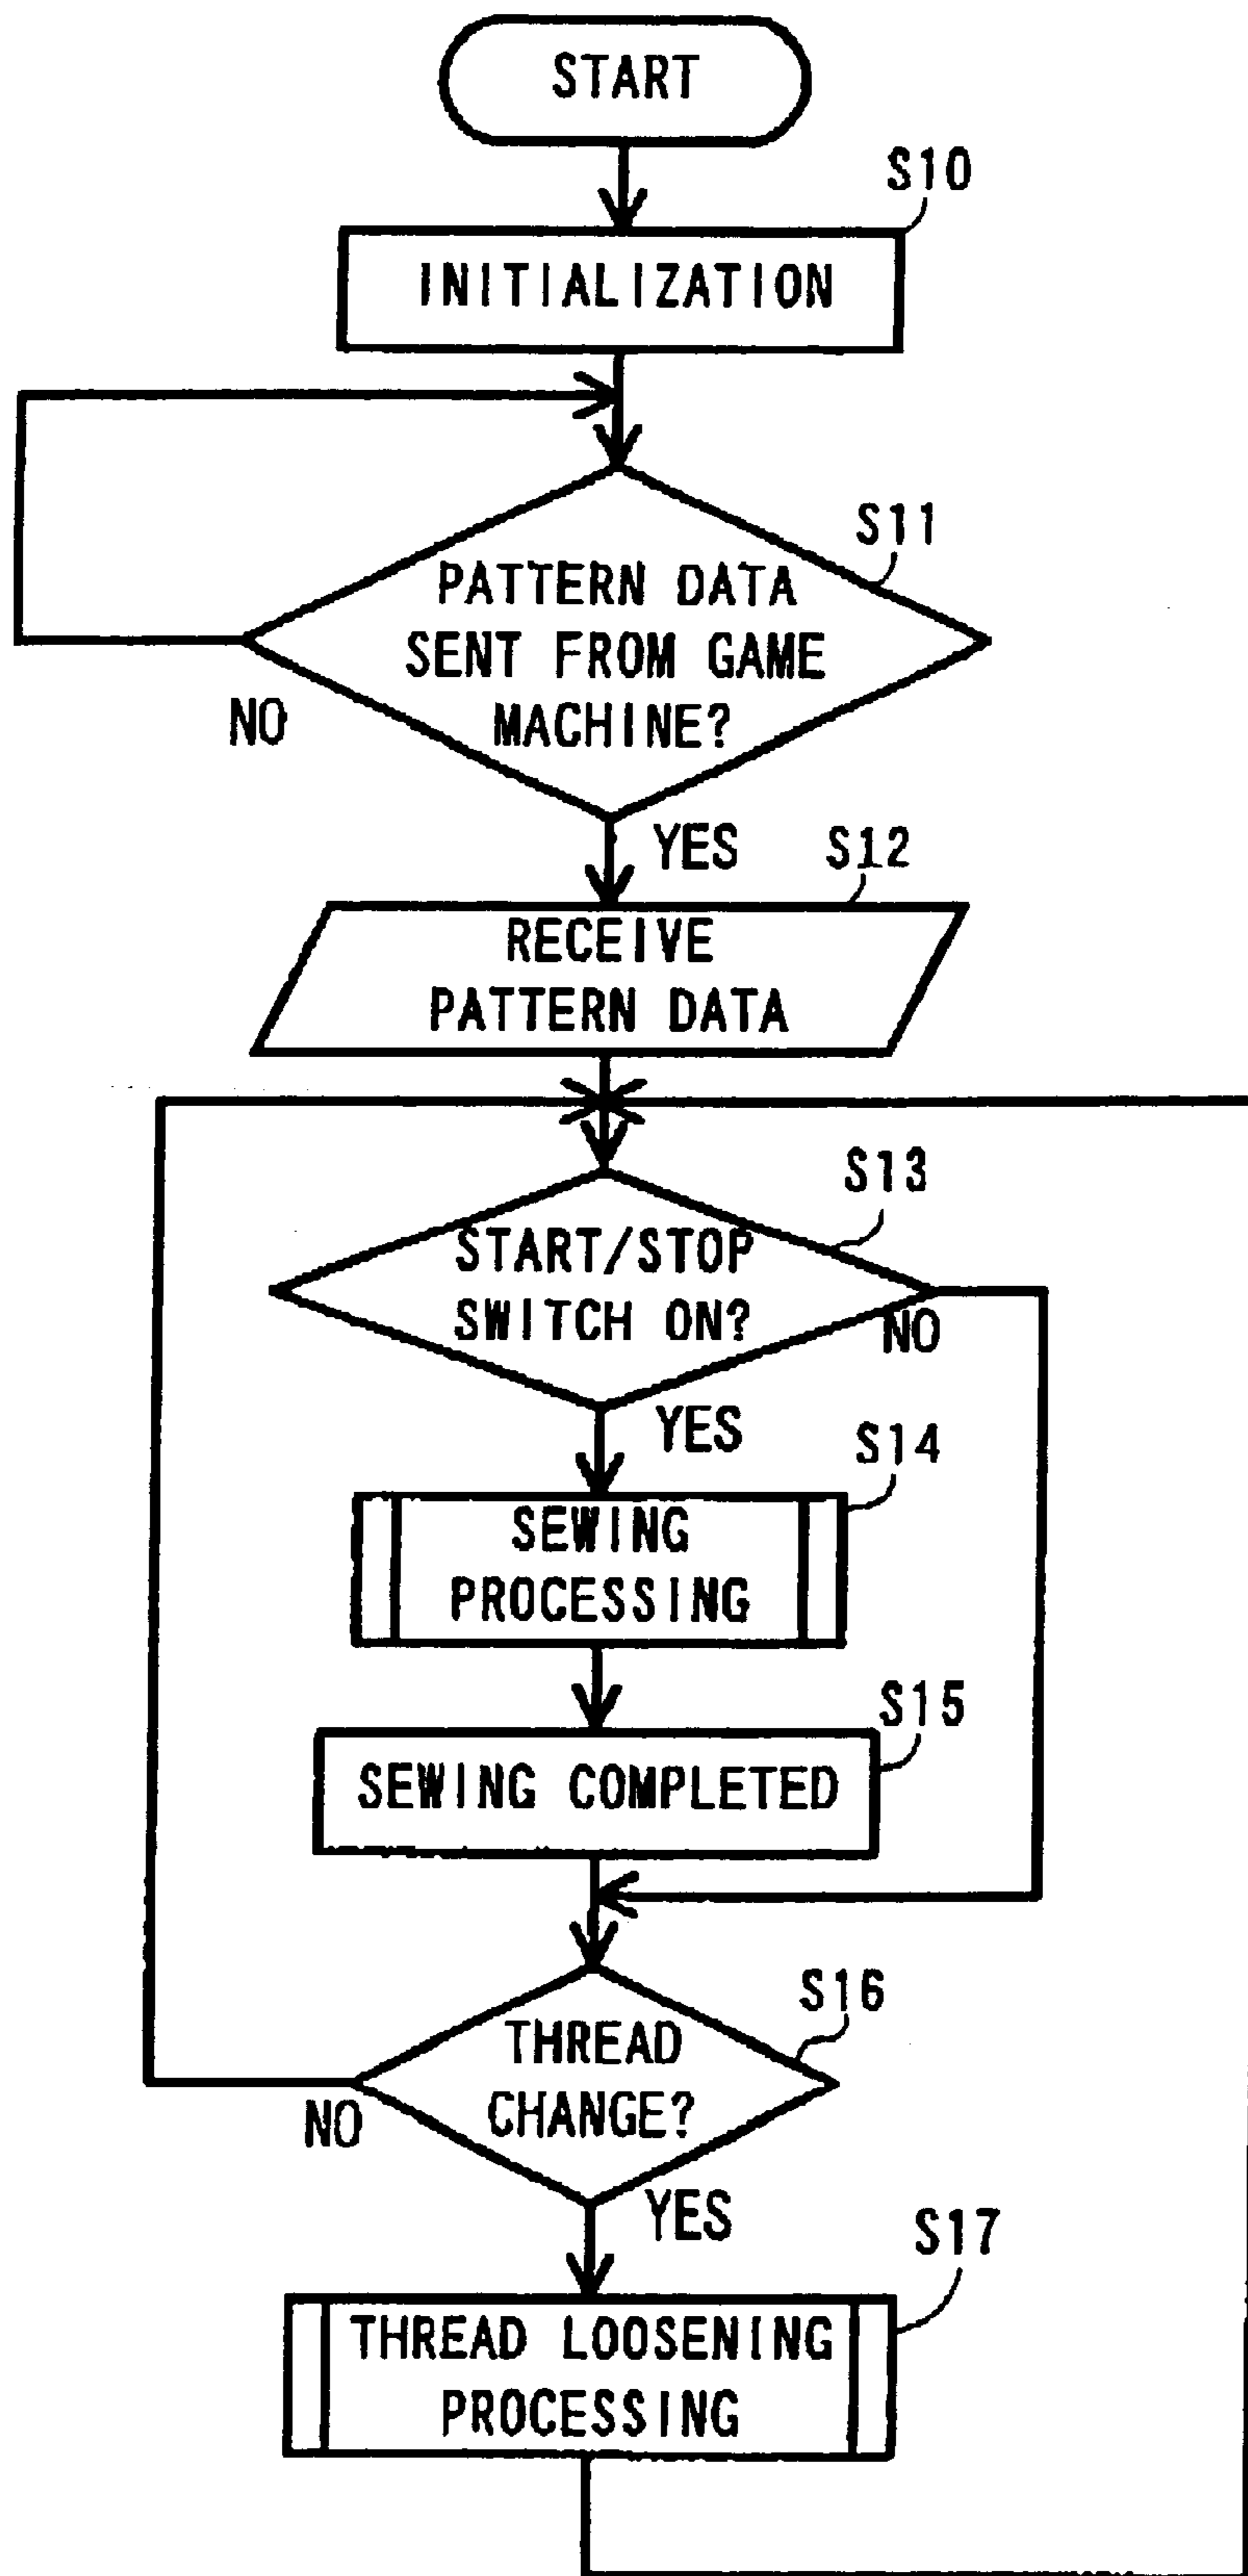 START
S10
INITIALIZATION
S11
PATTERN DATA
SENT FROM GAME
MACHINE?
NO
YES
S12
RECEIVE
PATTERN DATA
S13
START/STOP
SWITCH ON?
NO
YES
S14
SEWING
PROCESSING
S15
SEWING COMPLETED
S16
THREAD
CHANGE?
NO
YES
S17
THREAD LOOSENING
PROCESSING